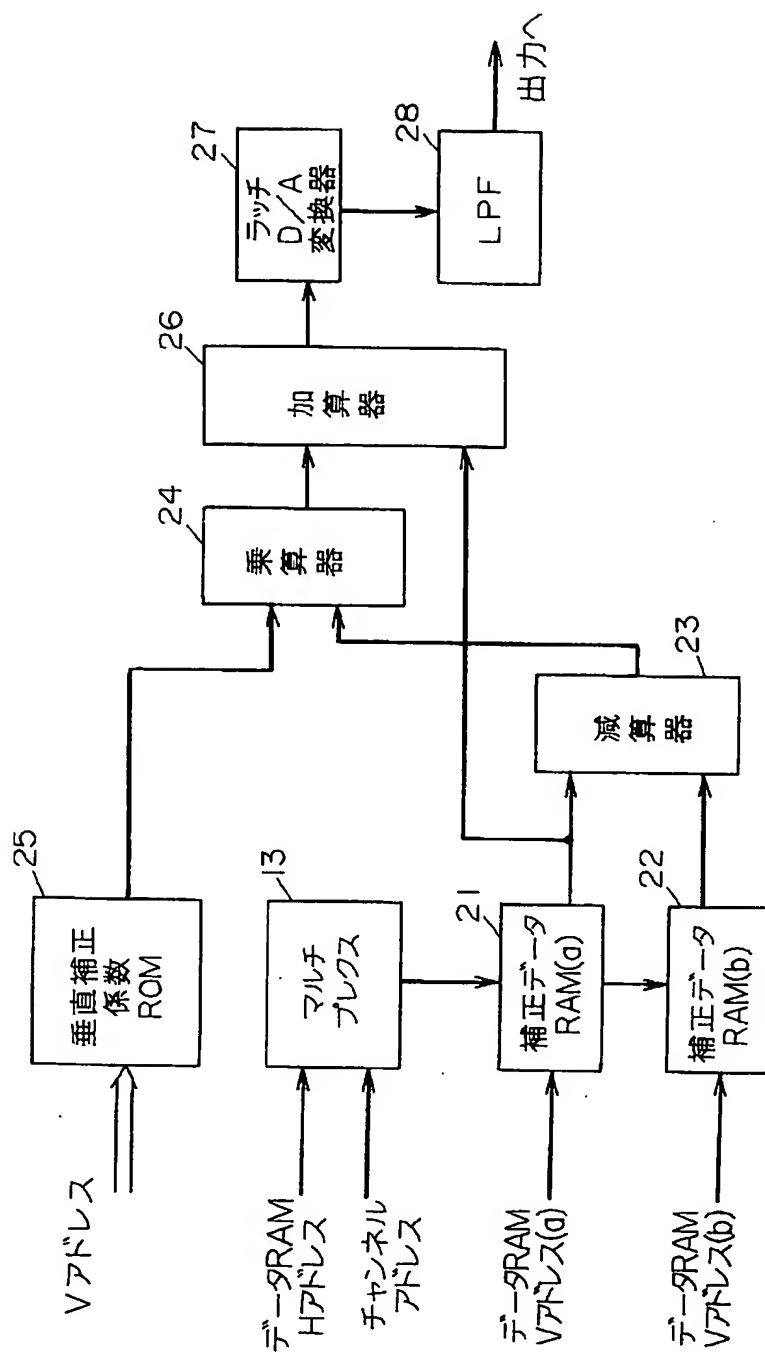 Vアドレス
25
垂直補正
係数
ROM
データRAM
Hアドレス
チャンネル
アドレス
13
マルチ
プレクス
データRAM
Vアドレス(a)
21
補正データ
RAM(a)
データRAM
Vアドレス(b)
22
補正データ
RAM(b)
23
減算器
24
乗算器
26
加算器
27
ラッチ
D/A
変換器
28
LPF
出力へ